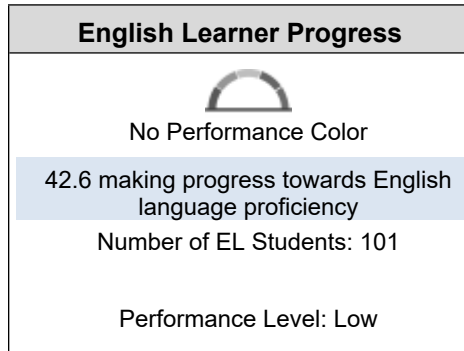 English Learner Progress
No Performance Color
42.6 making progress towards English
language proficiency
Number of EL Students: 101
Performance Level: Low